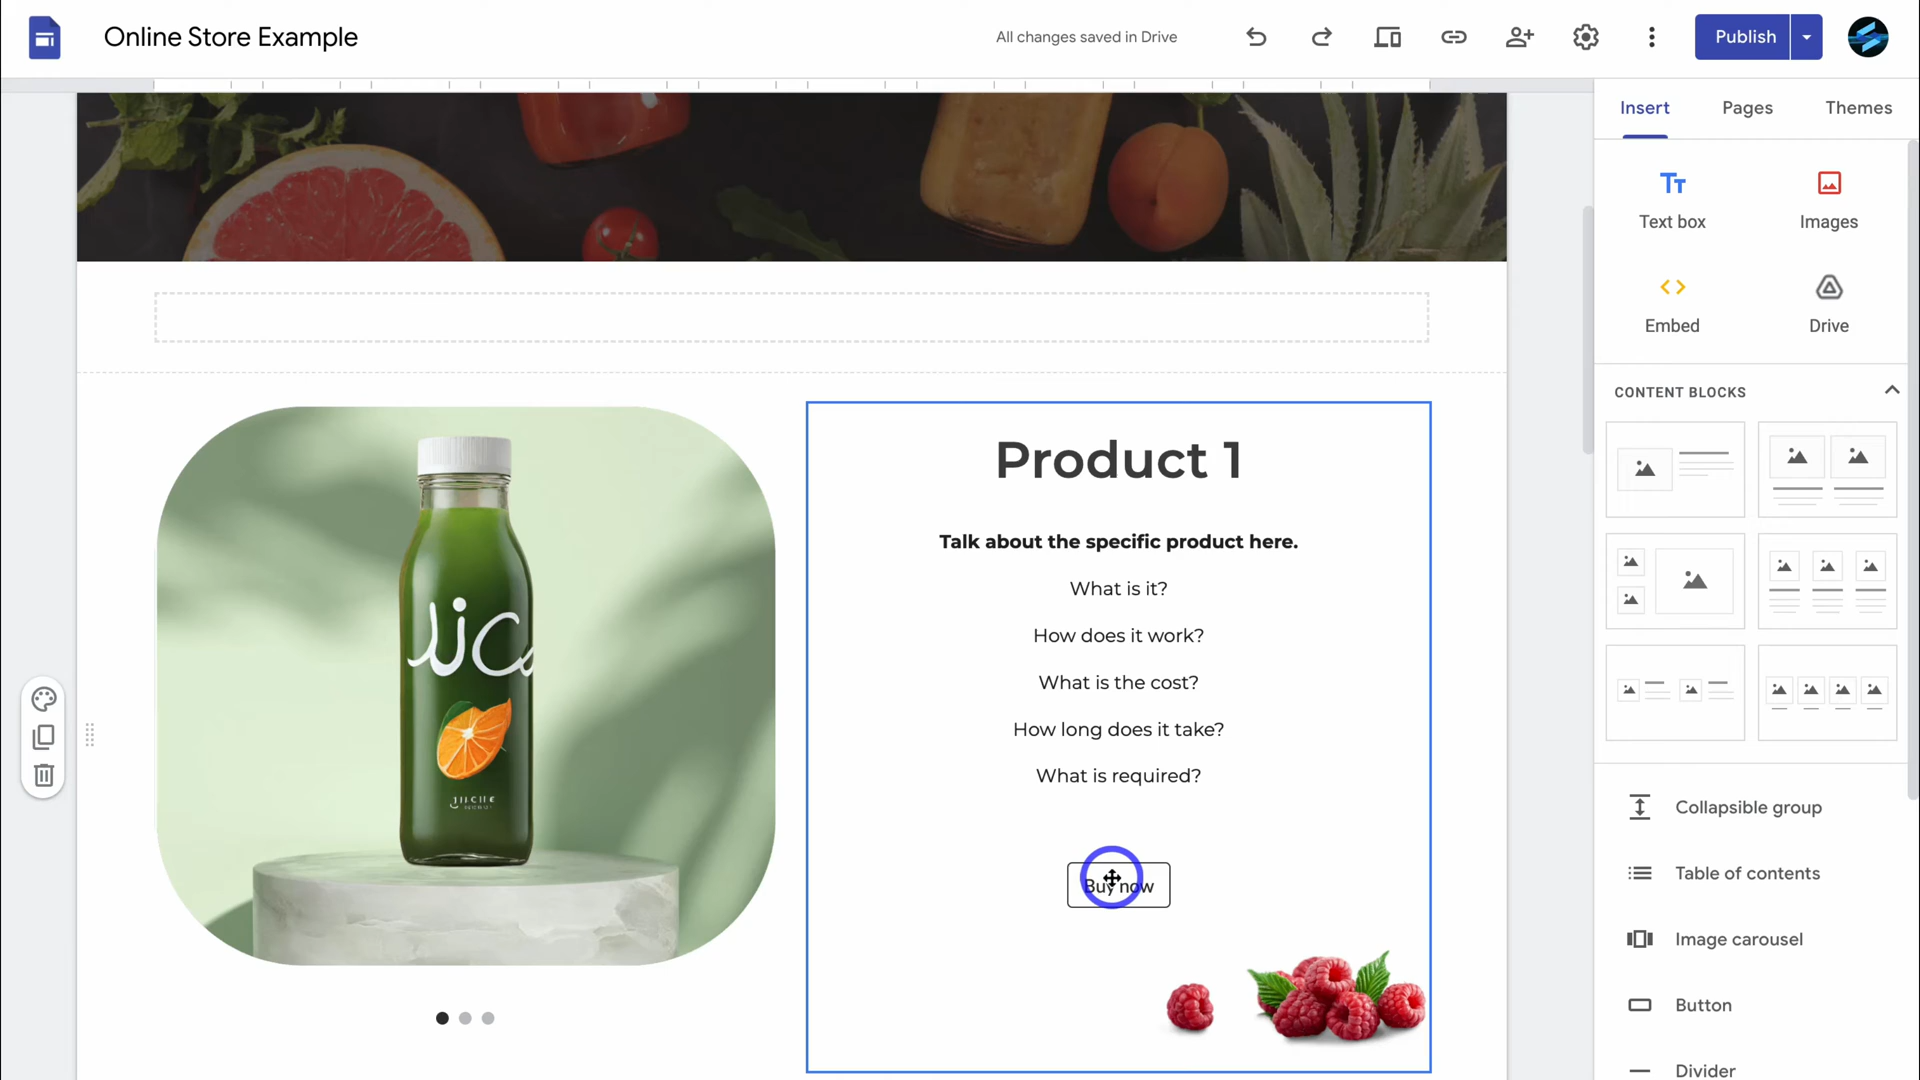 Online Store Example
All changes saved in Drive
Publish
Insert
Pages
Themes
Text box
Images
Embed
Drive
CONTENT BLOCKS
Product 1
Talk about the specific product here.
What is it?
How does it work?
What is the cost?
How long does it take?
What is required?
Buy now
Collapsible group
Table of contents
Image carousel
Button
Divider